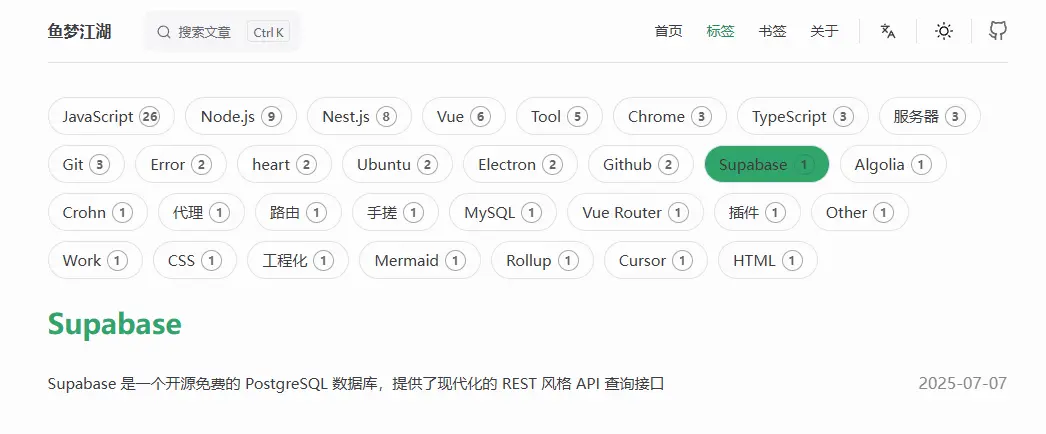 鱼梦江湖 搜索文章 Ctrl K 首页 标签 书签 关于
JavaScript 26 Node.js 9 Nest.js 8 Vue 6 Tool 5 Chrome 3 TypeScript 3 服务器 3
Git 3 Error 2 heart 2 Ubuntu 2 Electron 2 Github 2 Supabase 1 Algolia 1
Crohn 1 代理 1 路由 1 手搓 1 MySQL 1 Vue Router 1 插件 1 Other 1
Work 1 CSS 1 工程化 1 Mermaid 1 Rollup 1 Cursor 1 HTML 1
Supabase
Supabase 是一个开源免费的 PostgreSQL 数据库，提供了现代化的 REST 风格 API 查询接口 2025-07-07